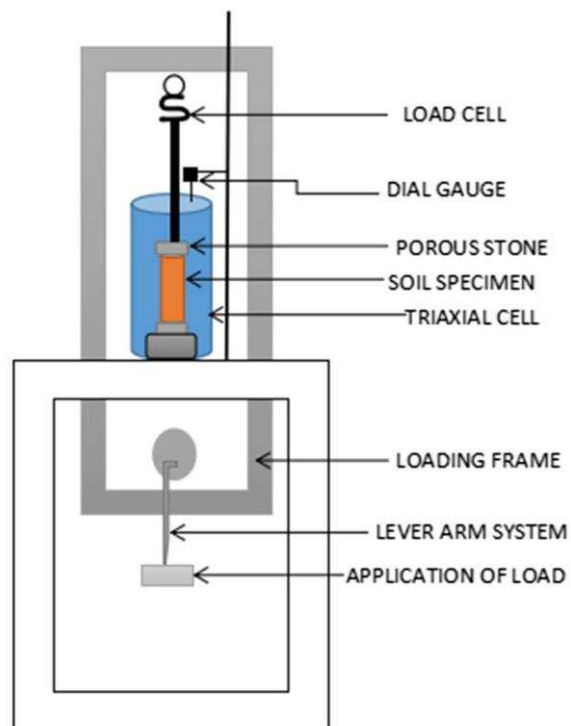 LOAD CELL
DIAL GAUGE
POROUS STONE
SOIL SPECIMEN
TRIAXIAL CELL
LOADING FRAME
LEVER ARM SYSTEM
APPLICATION OF LOAD